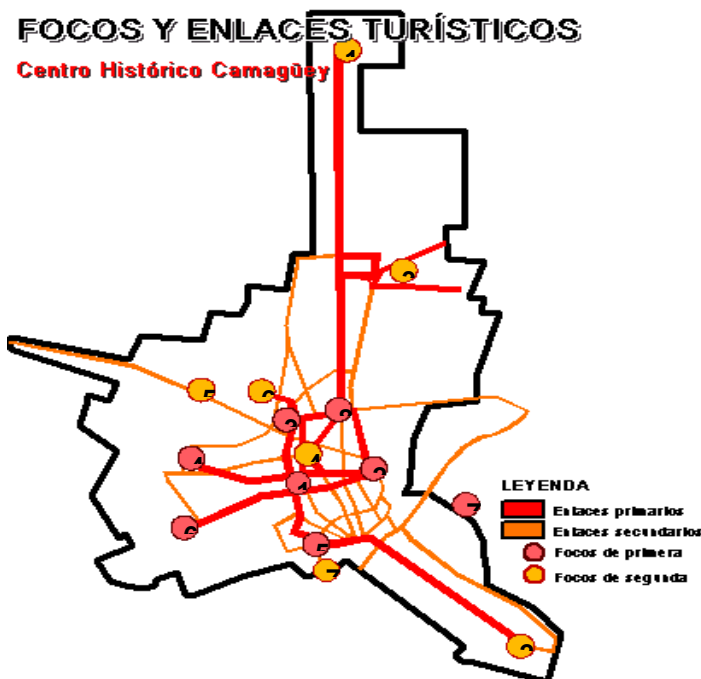 FOCOS Y ENLACES TURÍSTICOS
Centro Histórico Camagüey
LEYENDA
Enlaces primarios
Enlaces secundarios
Focos de primera
Focos de segunda